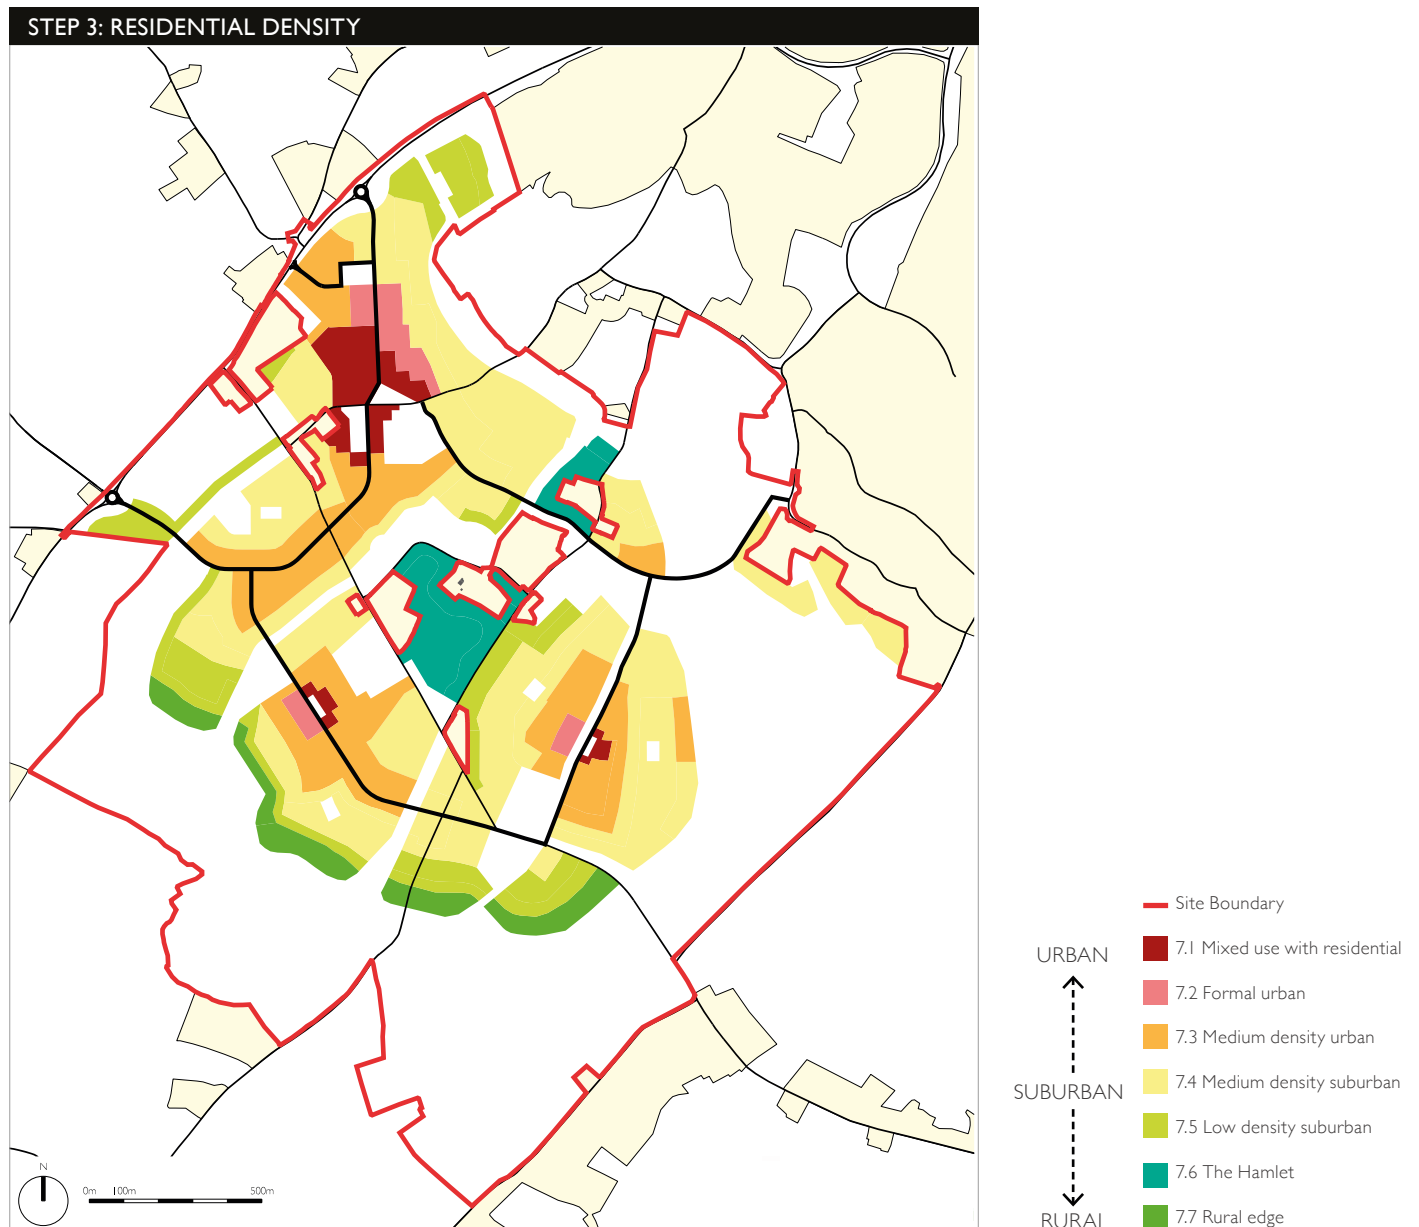 STEP 3: RESIDENTIAL DENSITY
N
0m 100m 500m
URBAN
SUBURBAN
RURAL
Site Boundary
7.1 Mixed use with residential
7.2 Formal urban
7.3 Medium density urban
7.4 Medium density suburban
7.5 Low density suburban
7.6 The Hamlet
7.7 Rural edge